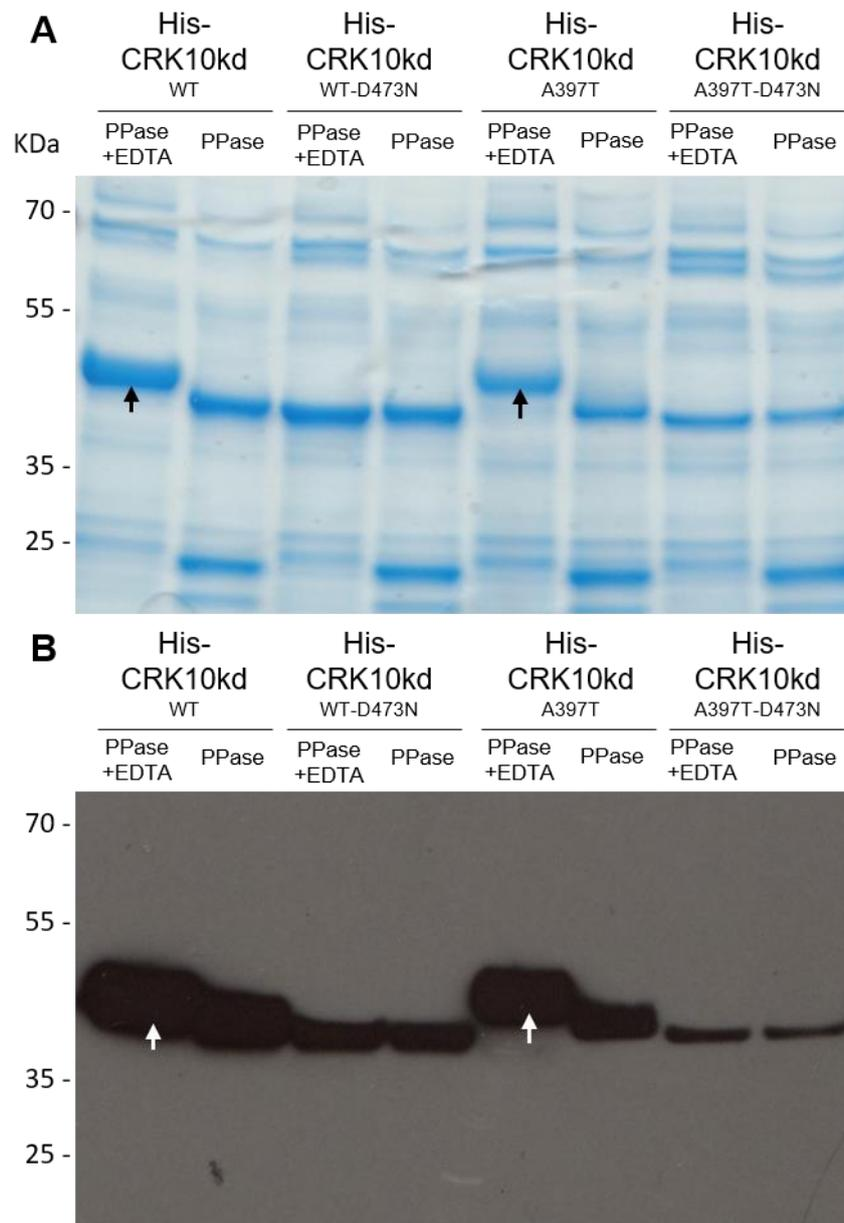 A
His-
CRK10kd
WT
His-
CRK10kd
WT-D473N
His-
CRK10kd
A397T
His-
CRK10kd
A397T-D473N
KDa
PPase
+EDTA
PPase
PPase
+EDTA
PPase
PPase
+EDTA
PPase
PPase
+EDTA
PPase
70 -
55 -
35 -
25 -
B
His-
CRK10kd
WT
His-
CRK10kd
WT-D473N
His-
CRK10kd
A397T
His-
CRK10kd
A397T-D473N
PPase
+EDTA
PPase
PPase
+EDTA
PPase
PPase
+EDTA
PPase
PPase
+EDTA
PPase
70 -
55 -
35 -
25 -